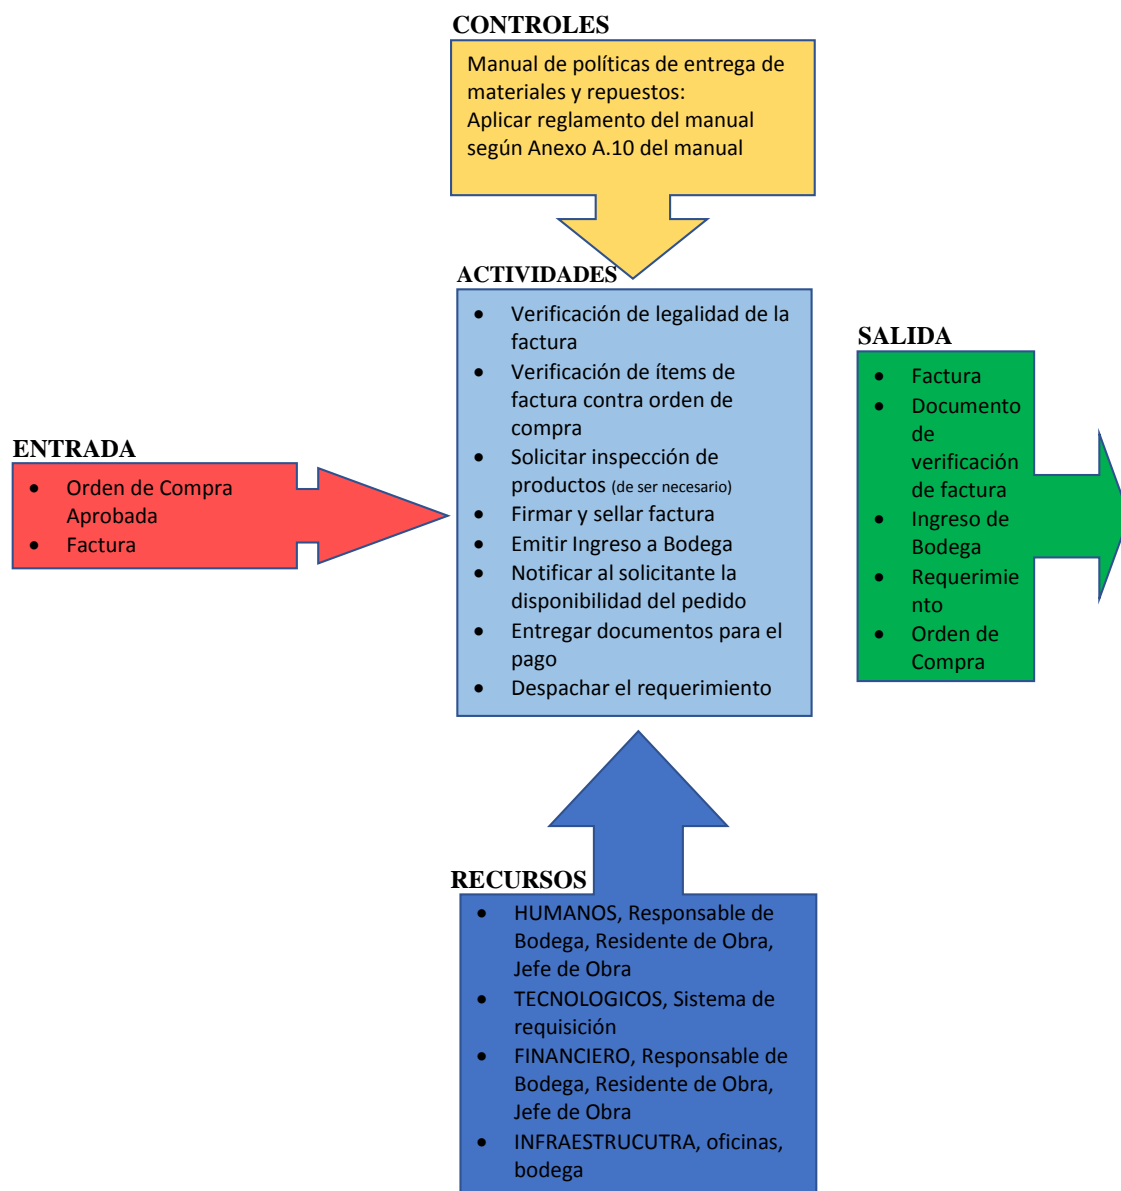 CONTROLES
Manual de políticas de entrega de
materiales y repuestos:
Aplicar reglamento del manual
según Anexo A.10 del manual
ACTIVIDADES
• Verificación de legalidad de la
factura
• Verificación de ítems de
factura contra orden de
compra
• Solicitar inspección de
productos (de ser necesario)
• Firmar y sellar factura
• Emitir Ingreso a Bodega
• Notificar al solicitante la
disponibilidad del pedido
• Entregar documentos para el
pago
• Despachar el requerimiento
SALIDA
• Factura
• Documento
de
verificación
de factura
• Ingreso de
Bodega
• Requerimie
nto
• Orden de
Compra
ENTRADA
• Orden de Compra
Aprobada
• Factura
RECURSOS
• HUMANOS, Responsable de
Bodega, Residente de Obra,
Jefe de Obra
• TECNOLOGICOS, Sistema de
requisición
• FINANCIERO, Responsable de
Bodega, Residente de Obra,
Jefe de Obra
• INFRAESTRUCUTRA, oficinas,
bodega